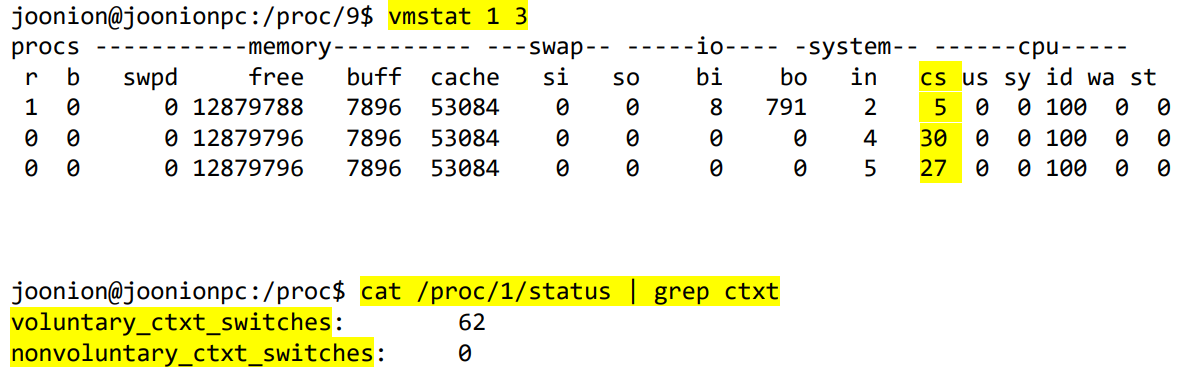 joonion@joonionpc:/proc/9$ vmstat 1 3
procs -----------memory---------- ---swap-- -----io---- -system-- ------cpu-----
 r  b   swpd   free   buff  cache   si   so    bi    bo   in   cs us sy id wa st
 1  0      0 12879788   7896  53084    0    0     8   791    2    5  0  0 100  0  0
 0  0      0 12879796   7896  53084    0    0     0     0    4   30  0  0 100  0  0
 0  0      0 12879796   7896  53084    0    0     0     0    5   27  0  0 100  0  0
joonion@joonionpc:/proc$ cat /proc/1/status | grep ctxt
voluntary_ctxt_switches:        62
nonvoluntary_ctxt_switches:     0